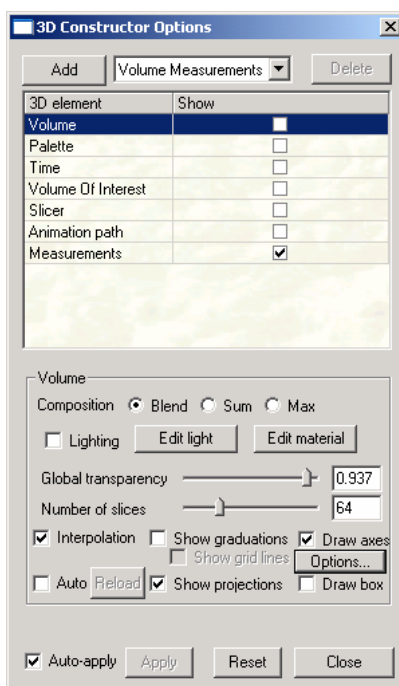 3D Constructor Options
Add Volume Measurements Delete
3D element Show
Volume
Palette
Time
Volume Of Interest
Slicer
Animation path
Measurements
Volume
Composition Blend Sum Max
Lighting Edit light Edit material
Global transparency 0.937
Number of slices 64
Interpolation Show graduations Draw axes
Show grid lines Options...
Auto Reload Show projections Draw box
Auto-apply Apply Reset Close